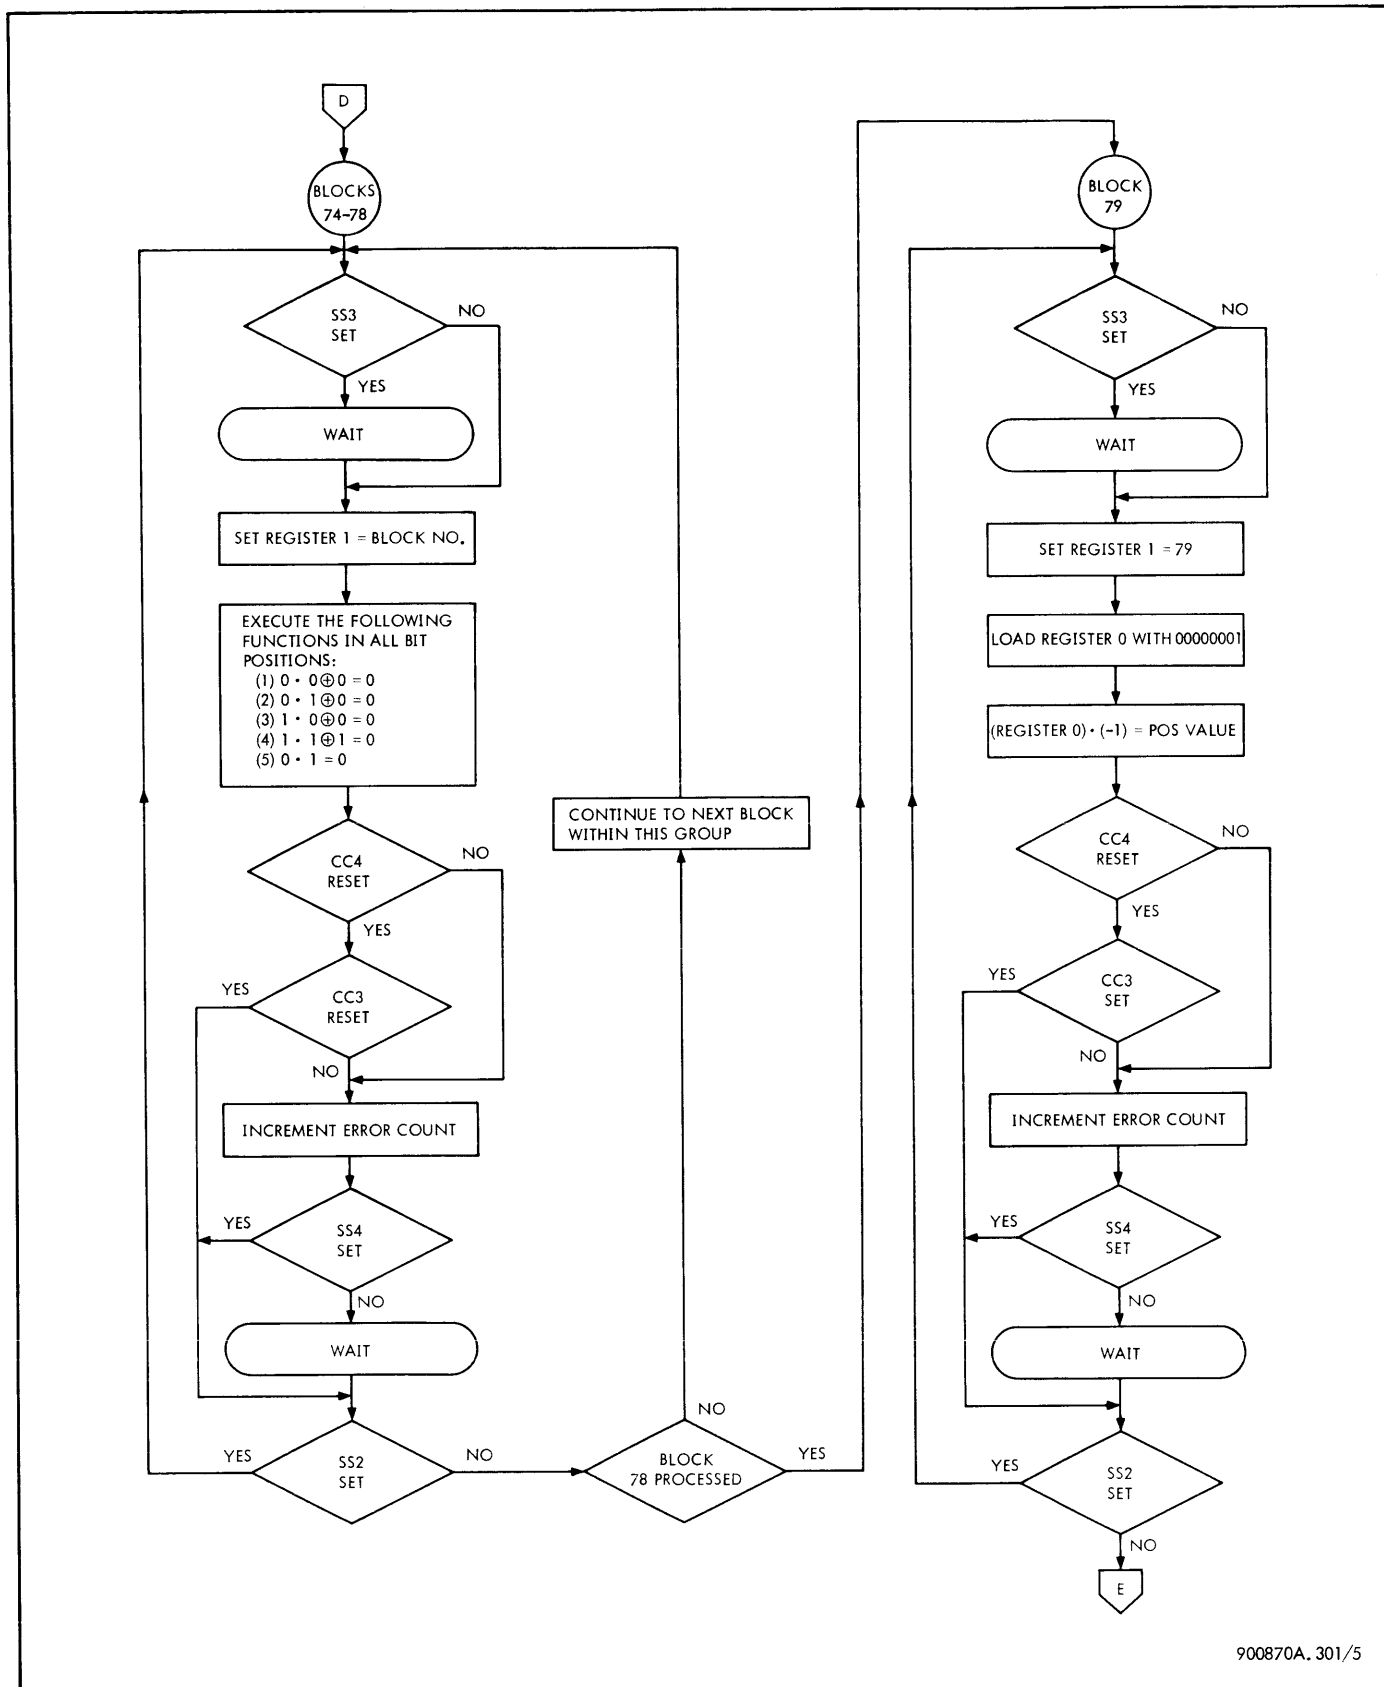 D
BLOCKS
74-78
SS3
SET
NO
YES
WAIT
SET REGISTER 1 = BLOCK NO.
EXECUTE THE FOLLOWING
FUNCTIONS IN ALL BIT
POSITIONS:
(1) 0 · 0⊕0 = 0
(2) 0 · 1⊕0 = 0
(3) 1 · 0⊕0 = 0
(4) 1 · 1⊕1 = 0
(5) 0 · 1 = 0
CC4
RESET
NO
YES
CC3
RESET
YES
NO
INCREMENT ERROR COUNT
SS4
SET
YES
NO
WAIT
SS2
SET
YES
NO
CONTINUE TO NEXT BLOCK
WITHIN THIS GROUP
NO
BLOCK
78 PROCESSED
YES
BLOCK
79
SS3
SET
NO
YES
WAIT
SET REGISTER 1 = 79
LOAD REGISTER 0 WITH 00000001
(REGISTER 0) · (-1) = POS VALUE
CC4
RESET
NO
YES
CC3
SET
YES
NO
INCREMENT ERROR COUNT
SS4
SET
YES
NO
WAIT
SS2
SET
YES
NO
E
900870A. 301/5